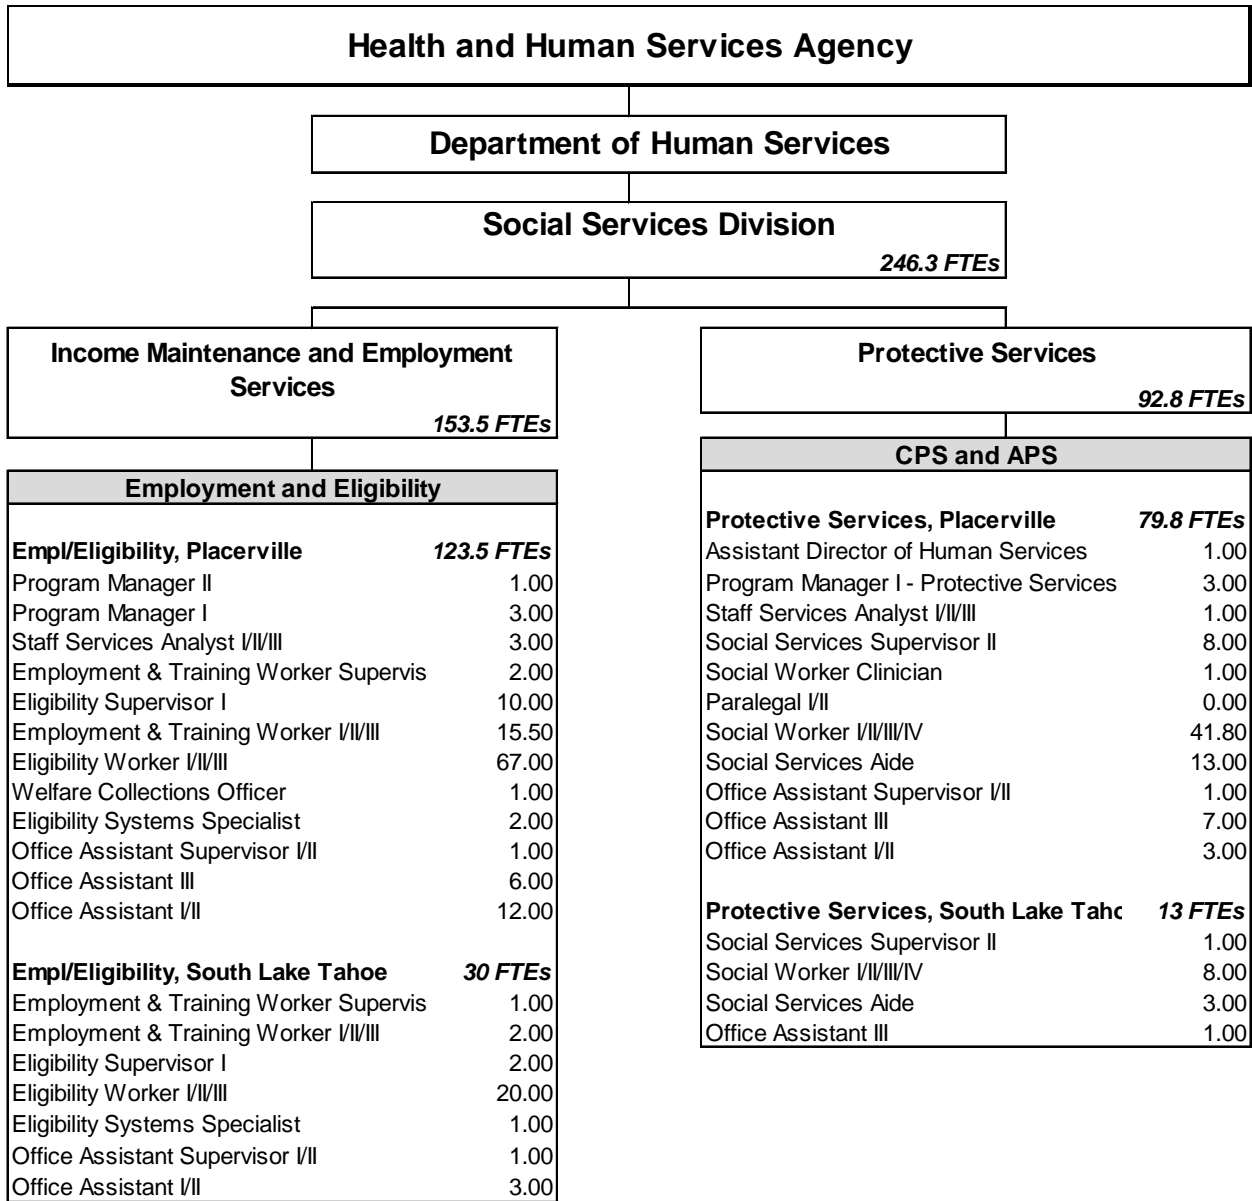 Health and Human Services Agency
Department of Human Services
Social Services Division
246.3 FTEs
Income Maintenance and Employment
Services
153.5 FTEs
Employment and Eligibility
Empl/Eligibility, Placerville 123.5 FTEs
Program Manager II 1.00
Program Manager I 3.00
Staff Services Analyst I/II/III 3.00
Employment & Training Worker Supervis 2.00
Eligibility Supervisor I 10.00
Employment & Training Worker I/II/III 15.50
Eligibility Worker I/II/III 67.00
Welfare Collections Officer 1.00
Eligibility Systems Specialist 2.00
Office Assistant Supervisor I/II 1.00
Office Assistant III 6.00
Office Assistant I/II 12.00
Empl/Eligibility, South Lake Tahoe 30 FTEs
Employment & Training Worker Supervis 1.00
Employment & Training Worker I/II/III 2.00
Eligibility Supervisor I 2.00
Eligibility Worker I/II/III 20.00
Eligibility Systems Specialist 1.00
Office Assistant Supervisor I/II 1.00
Office Assistant I/II 3.00
Protective Services
92.8 FTEs
CPS and APS
Protective Services, Placerville 79.8 FTEs
Assistant Director of Human Services 1.00
Program Manager I - Protective Services 3.00
Staff Services Analyst I/II/III 1.00
Social Services Supervisor II 8.00
Social Worker Clinician 1.00
Paralegal I/II 0.00
Social Worker I/II/III/IV 41.80
Social Services Aide 13.00
Office Assistant Supervisor I/II 1.00
Office Assistant III 7.00
Office Assistant I/II 3.00
Protective Services, South Lake Taho 13 FTEs
Social Services Supervisor II 1.00
Social Worker I/II/III/IV 8.00
Social Services Aide 3.00
Office Assistant III 1.00